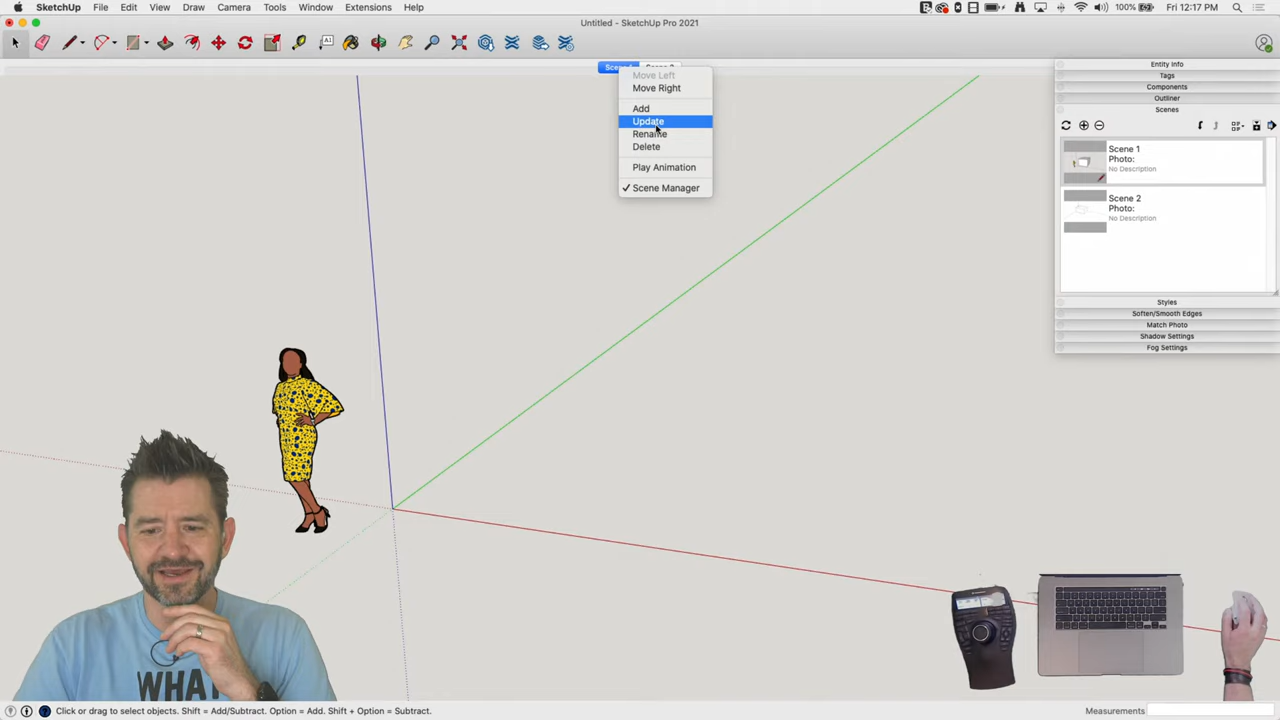 SketchUp File Edit View Draw Camera Tools Window Extensions Help
100% Fri 12:17 PM
Untitled - SketchUp Pro 2021
A1
Move Left
Move Right
Add
Update
Rename
Delete
Play Animation
✓ Scene Manager
Entity Info
Tags
Components
Outliner
Scenes
Scene 1
Photo:
No Description
Scene 2
Photo:
No Description
Styles
Soften/Smooth Edges
Match Photo
Shadow Settings
Fog Settings
Click or drag to select objects. Shift = Add/Subtract. Option = Add. Shift + Option = Subtract.
Measurements